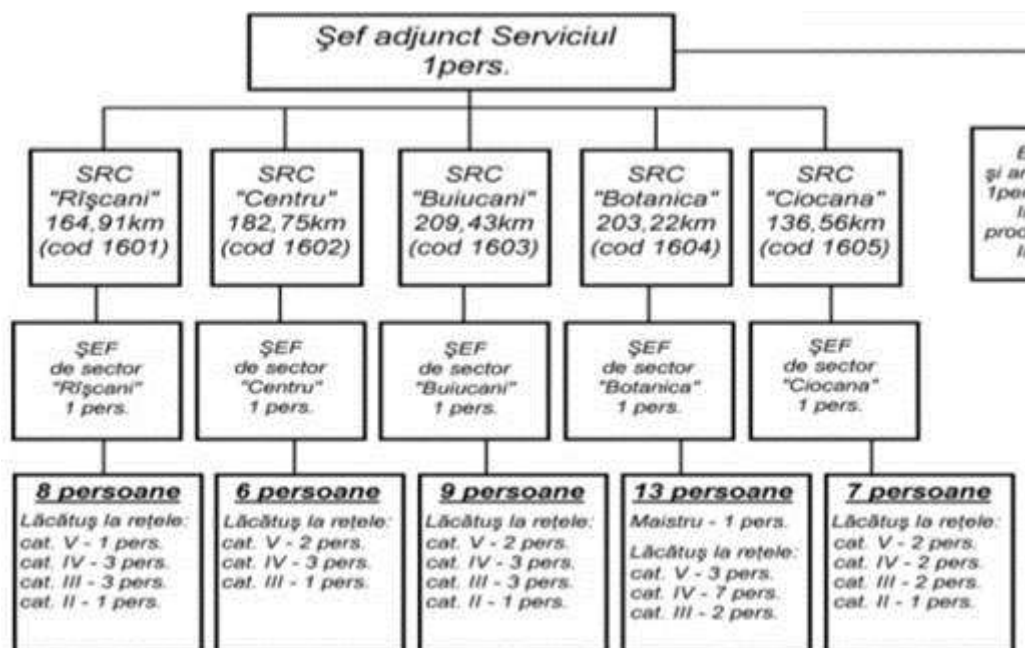 Şef adjunct Serviciul
1pers.
SRC
"Rîşcani"
164,91km
(cod 1601)
SRC
"Centru"
182,75km
(cod 1602)
SRC
"Buiucani"
209,43km
(cod 1603)
SRC
"Botanica"
203,22km
(cod 1604)
SRC
"Ciocana"
136,56km
(cod 1605)
şi
1per
ŞEF
de sector
"Rîşcani"
1 pers.
ŞEF
de sector
"Centru"
1 pers.
ŞEF
de sector
"Buiucani"
1 pers.
ŞEF
de sector
"Botanica"
1 pers.
ŞEF
de sector
"Ciocana"
1 pers.
8 persoane
Lăcătuş la reţele:
cat. V - 1 pers.
cat. IV - 3 pers.
cat. III - 3 pers.
cat. II - 1 pers.
6 persoane
Lăcătuş la reţele:
cat. V - 2 pers.
cat. IV - 3 pers.
cat. III - 1 pers.
9 persoane
Lăcătuş la reţele:
cat. V - 2 pers.
cat. IV - 3 pers.
cat. III - 3 pers.
cat. II - 1 pers.
13 persoane
Maistru - 1 pers.
Lăcătuş la reţele:
cat. V - 3 pers.
cat. IV - 7 pers.
cat. III - 2 pers.
7 persoane
Lăcătuş la reţele:
cat. V - 2 pers.
cat. IV - 2 pers.
cat. III - 2 pers.
cat. II - 1 pers.